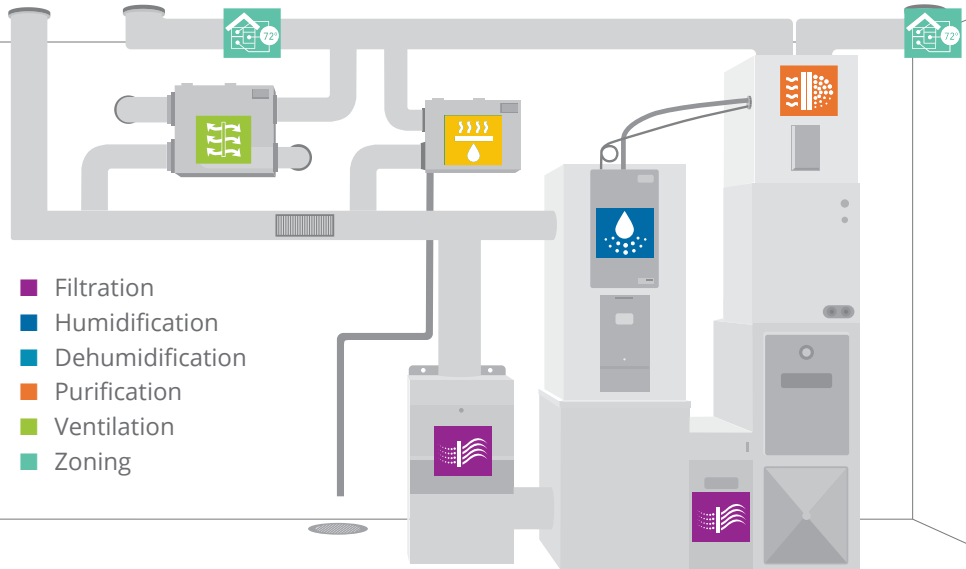 72°
72°
Filtration
Humidification
Dehumidification
Purification
Ventilation
Zoning